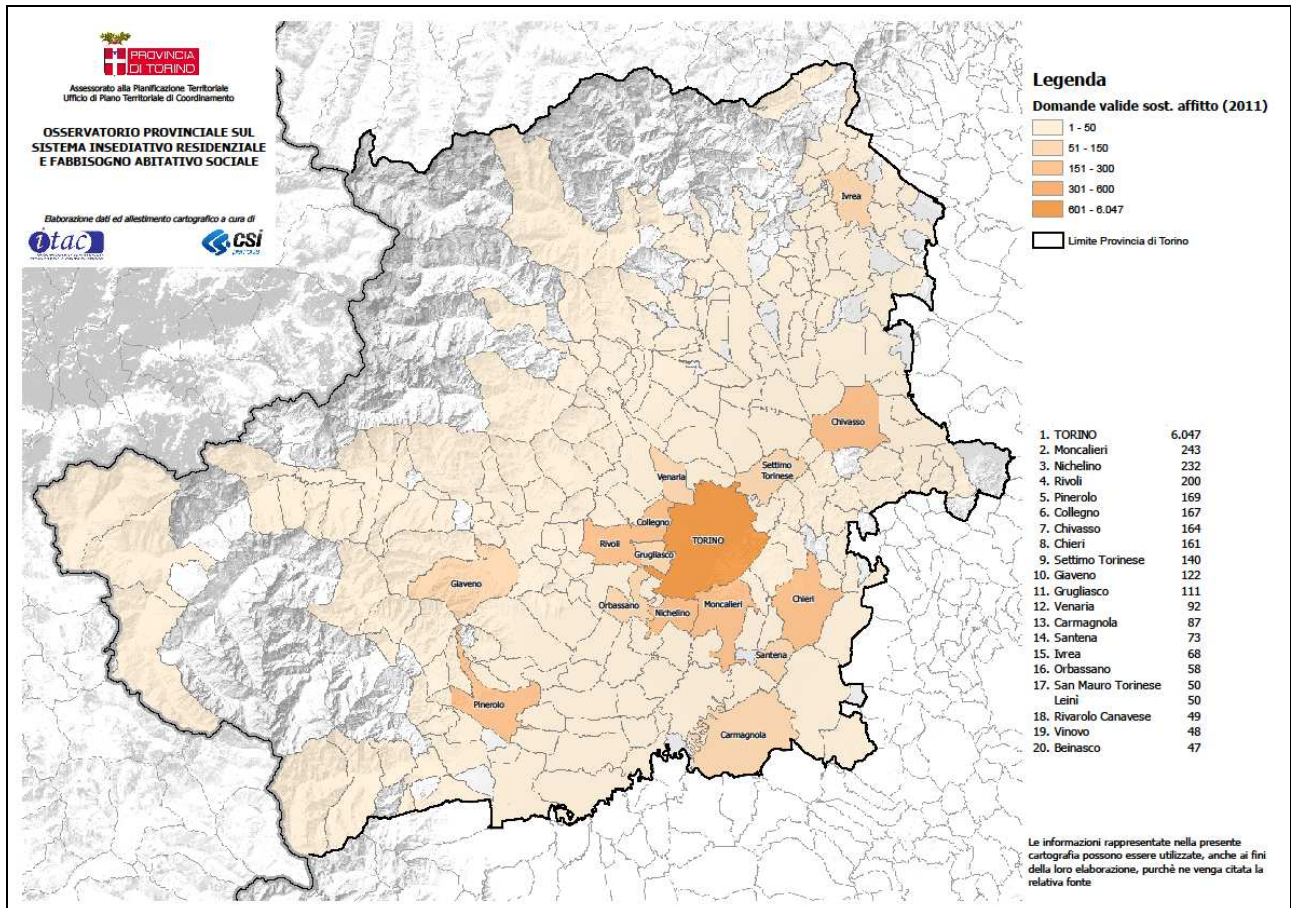 PROVINCIA
DI TORINO
Assessorato alla Pianificazione Territoriale
Ufficio di Piano Territoriale di Coordinamento
OSSERVATORIO PROVINCIALE SUL
SISTEMA INSEDIATIVO RESIDENZIALE
E FABBISOGNO ABITATIVO SOCIALE
Elaborazione dati ed allestimento cartografico a cura di
itac
CSI
Legenda
Domande valide sost. affitto (2011)
1 - 50
51 - 150
151 - 300
301 - 600
601 - 6.047
Limite Provincia di Torino
Ivrea
Chivasso
Settimo
Torinese
Venaria
Collegno
Rivoli
TORINO
Grugliasco
Giaveno
Orbassano
Nichelino
Moncalieri
Chieri
Santena
Pinerolo
Carmagnola
1. TORINO 6.047
2. Moncalieri 243
3. Nichelino 232
4. Rivoli 200
5. Pinerolo 169
6. Collegno 167
7. Chivasso 164
8. Chieri 161
9. Settimo Torinese 140
10. Giaveno 122
11. Grugliasco 111
12. Venaria 92
13. Carmagnola 87
14. Santena 73
15. Ivrea 68
16. Orbassano 58
17. San Mauro Torinese 50
Leini 50
18. Rivarolo Canavese 49
19. Vinovo 48
20. Beinasco 47
Le informazioni rappresentate nella presente
cartografia possono essere utilizzate, anche ai fini
della loro elaborazione, purchè ne venga citata la
relativa fonte